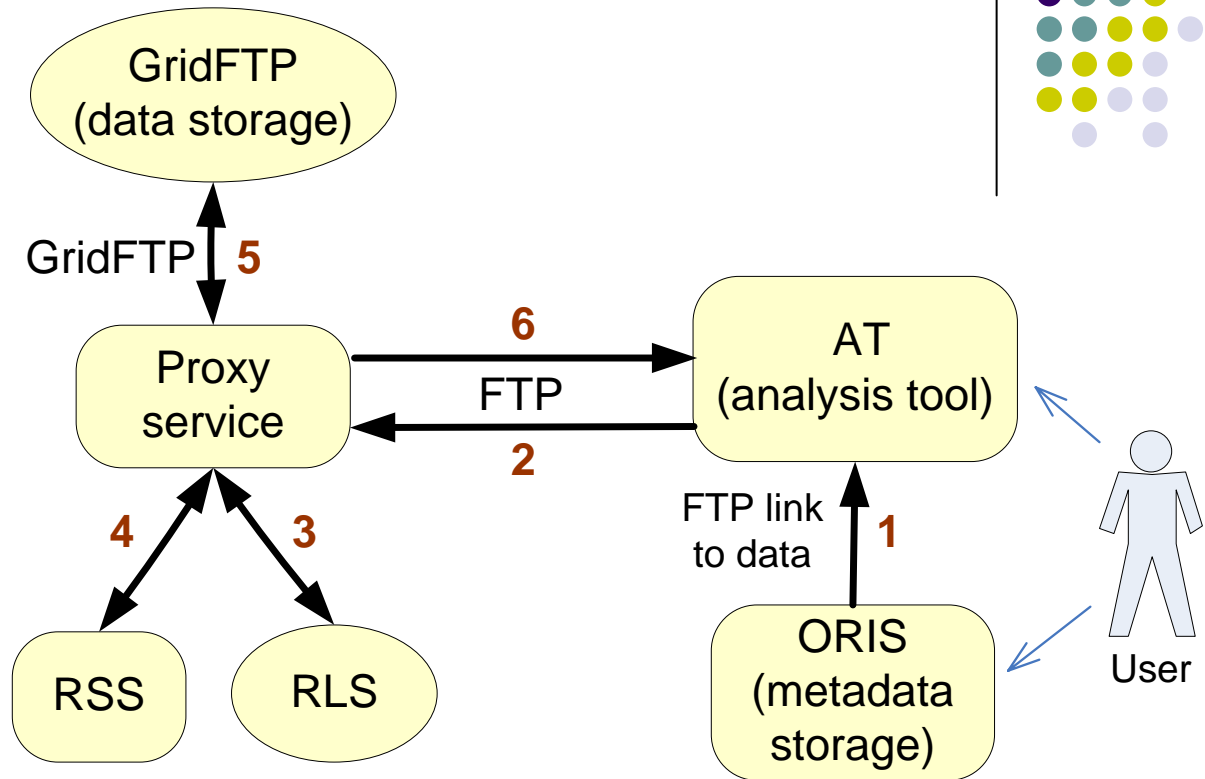 GridFTP
(data storage)
GridFTP
5
6
AT
(analysis tool)
Proxy
service
FTP
2
FTP link
to data
1
4
3
ORIS
(metadata
storage)
User
RSS
RLS